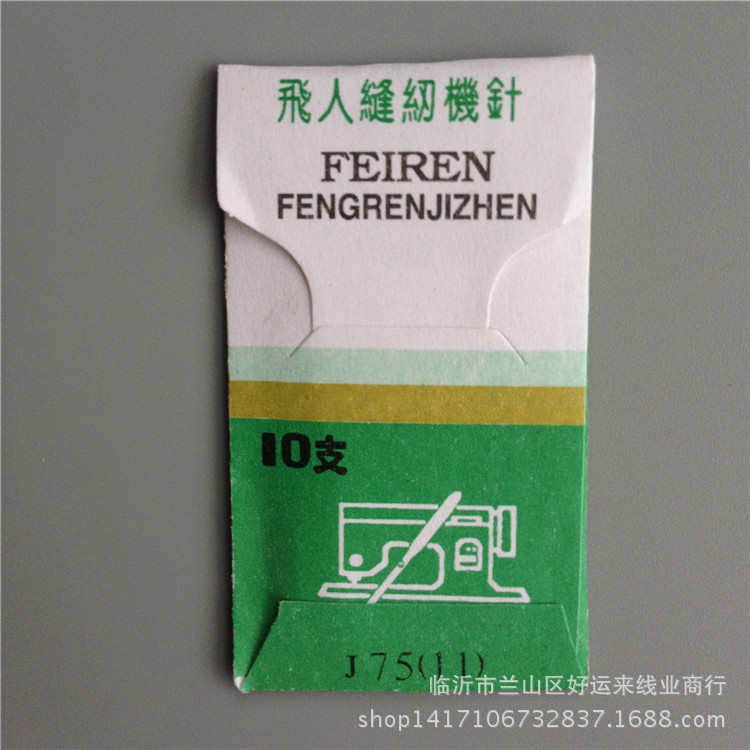 飛人縫紉機針
FEIREN
FENGRENJIZHEN
10支
J 75(11)
临沂市兰山区好运来线业商行
shop1417106732837.1688.com